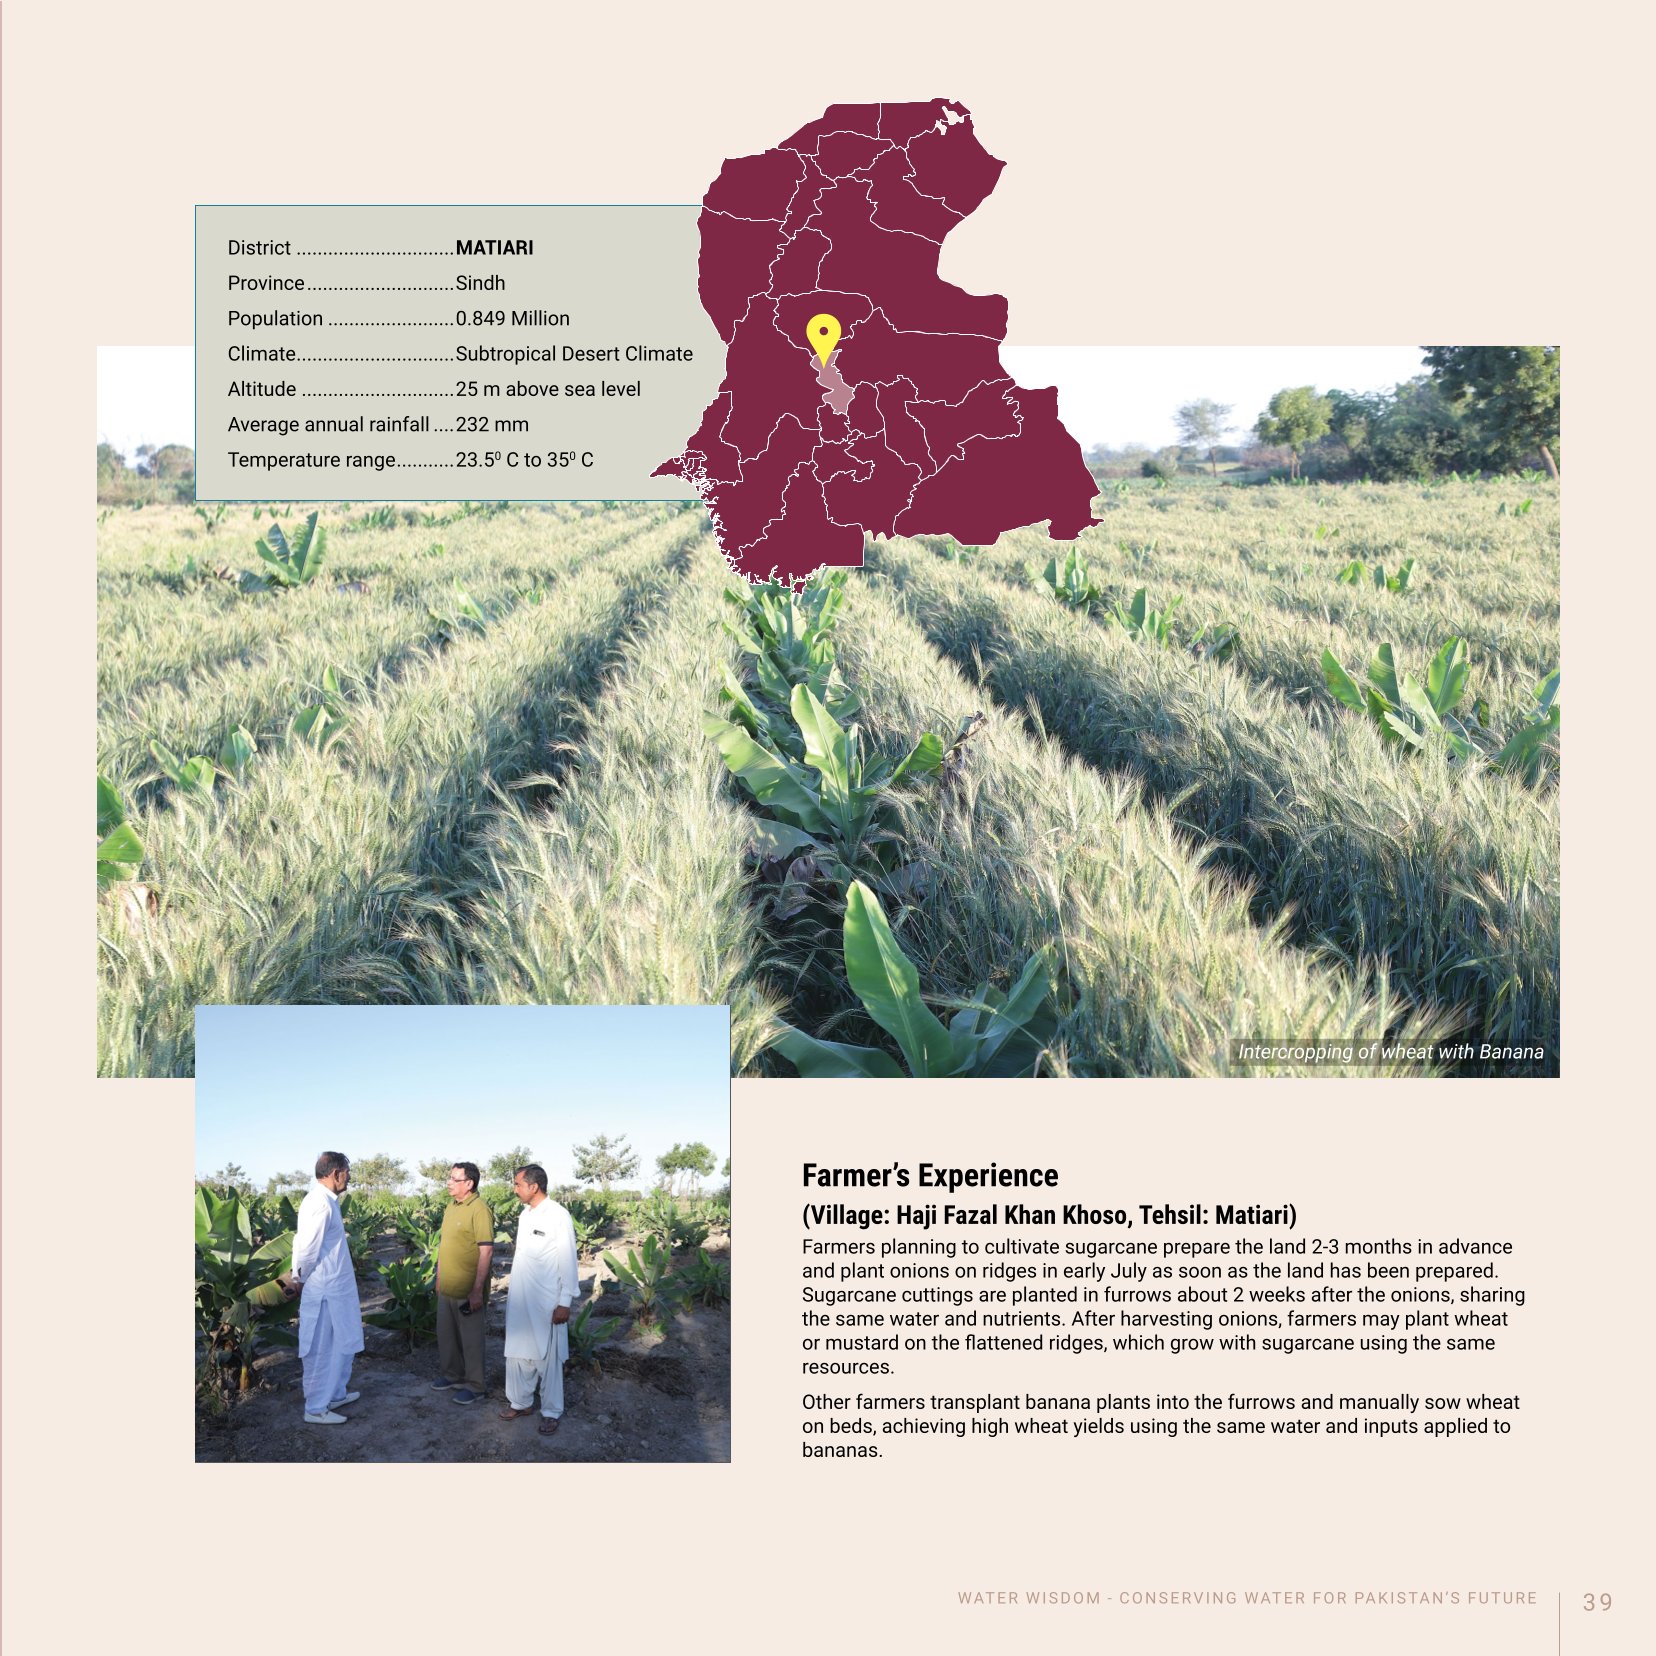 District ..............................MATIARI
Province............................Sindh
Population ........................0.849 Million
Climate..............................Subtropical Desert Climate
Altitude .............................25 m above sea level
Average annual rainfall ....232 mm
Temperature range...........23.5⁰ C to 35⁰ C
Intercropping of wheat with Banana
Farmer’s Experience
(Village: Haji Fazal Khan Khoso, Tehsil: Matiari)
Farmers planning to cultivate sugarcane prepare the land 2-3 months in advance
and plant onions on ridges in early July as soon as the land has been prepared.
Sugarcane cuttings are planted in furrows about 2 weeks after the onions, sharing
the same water and nutrients. After harvesting onions, farmers may plant wheat
or mustard on the flattened ridges, which grow with sugarcane using the same
resources.
Other farmers transplant banana plants into the furrows and manually sow wheat
on beds, achieving high wheat yields using the same water and inputs applied to
bananas.
WATER WISDOM - CONSERVING WATER FOR PAKISTAN’S FUTURE
39